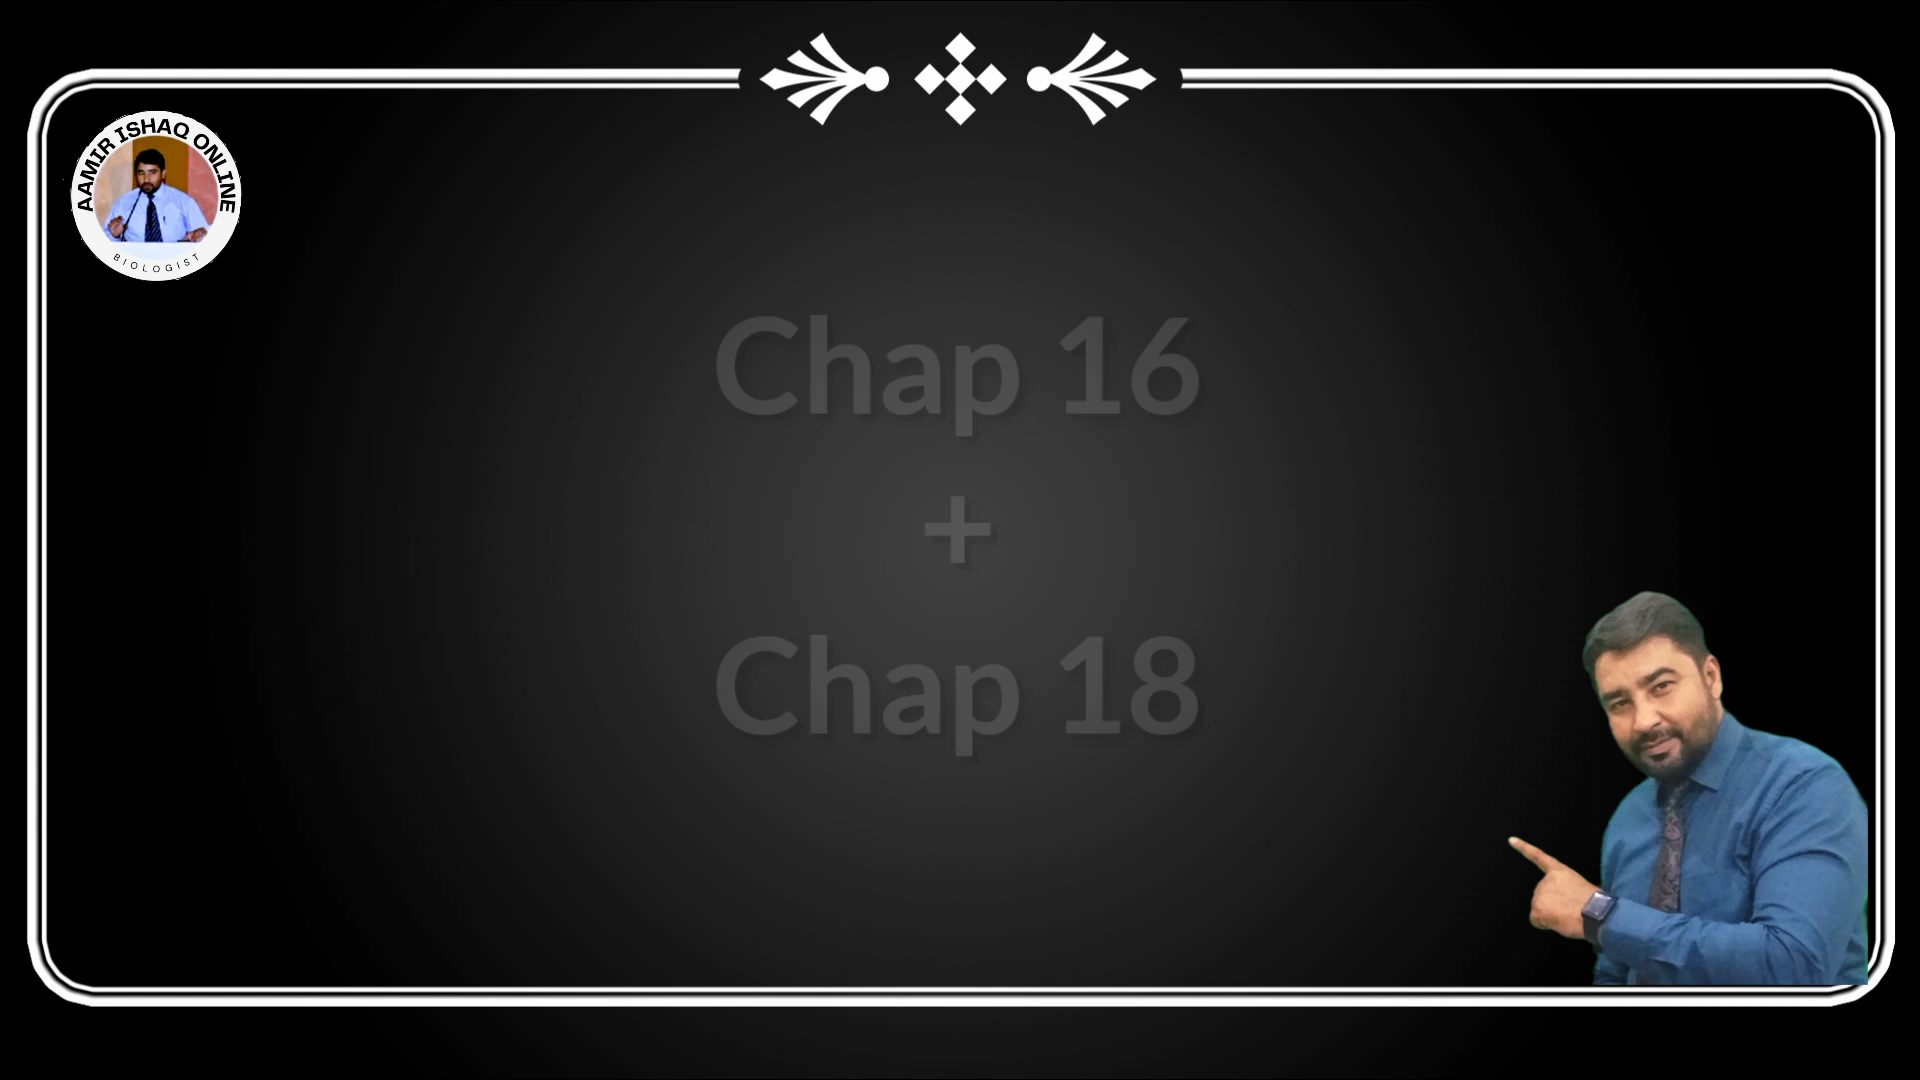 AAMIR ISHAQ ONLINE
BIOLOGIST
Chap 16
+
Chap 18